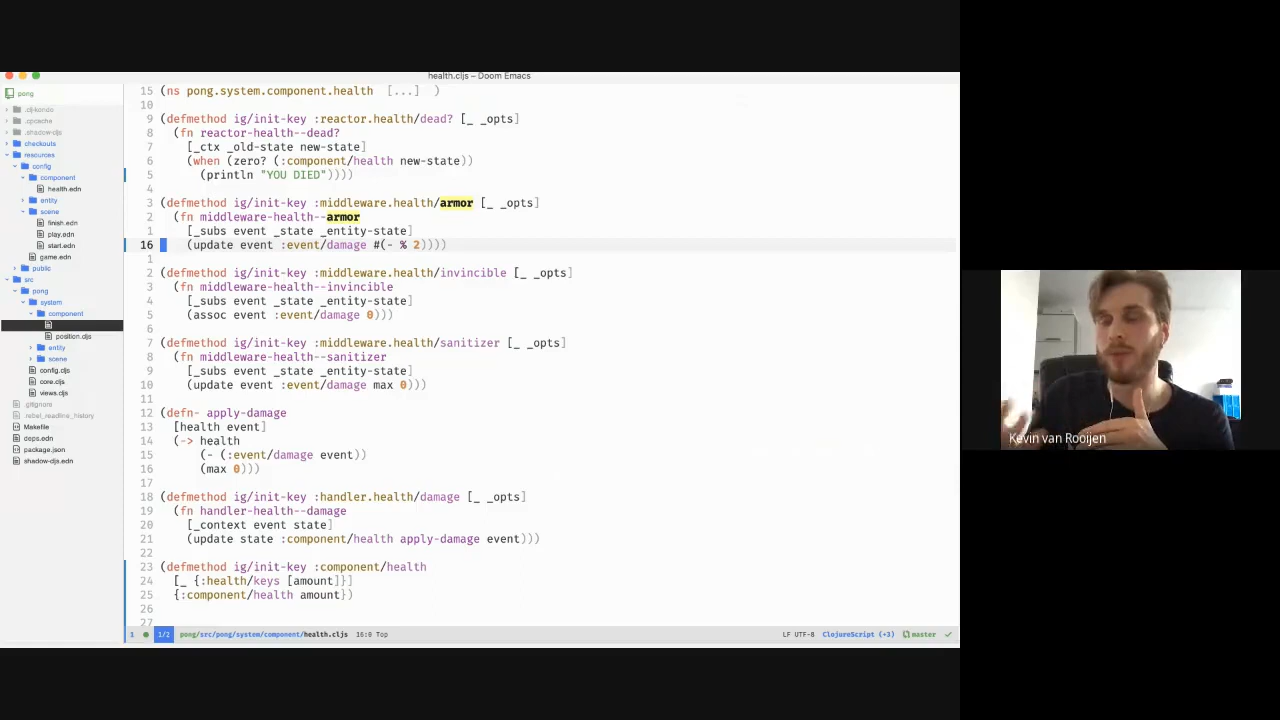 health.cljs – Doom Emacs
pong
.clj-kondo
.cpcache
.shadow-cljs
checkouts
resources
config
component
health.edn
entity
scene
finish.edn
play.edn
start.edn
game.edn
public
src
pong
system
component
position.cljs
entity
scene
config.cljs
core.cljs
views.cljs
.gitignore
.rebel_readline_history
Makefile
deps.edn
package.json
shadow-cljs.edn
15 (ns pong.system.component.health [...] )
10
9 (defmethod ig/init-key :reactor.health/dead? [_ _opts]
8 (fn reactor-health--dead?
7 [_ctx _old-state new-state]
6 (when (zero? (:component/health new-state))
5 (println "YOU DIED"))))
4
3 (defmethod ig/init-key :middleware.health/armor [_ _opts]
2 (fn middleware-health--armor
1 [_subs event _state _entity-state]
16 (update event :event/damage #(- % 2))))
1
2 (defmethod ig/init-key :middleware.health/invincible [_ _opts]
3 (fn middleware-health--invincible
4 [_subs event _state _entity-state]
5 (assoc event :event/damage 0)))
6
7 (defmethod ig/init-key :middleware.health/sanitizer [_ _opts]
8 (fn middleware-health--sanitizer
9 [_subs event _state _entity-state]
10 (update event :event/damage max 0)))
11
12 (defn- apply-damage
13 [health event]
14 (-> health
15 (- (:event/damage event))
16 (max 0)))
17
18 (defmethod ig/init-key :handler.health/damage [_ _opts]
19 (fn handler-health--damage
20 [_context event state]
21 (update state :component/health apply-damage event)))
22
23 (defmethod ig/init-key :component/health
24 [_ {:health/keys [amount]}]
25 {:component/health amount})
26
27
1 1/2 pong/src/pong/system/component/health.cljs 16:0 Top LF UTF-8 ClojureScript (+3) master
Kevin van Rooijen